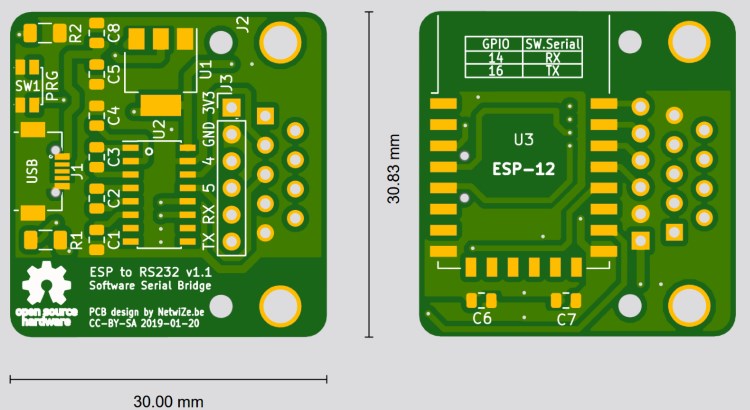 R2
C8
J2
SW1
PRG
C5
U1
J3
3V3
C4
U2
GND
USB
J1
C3
4
C2
5
RX
R1
C1
TX
ESP to RS232 v1.1
Software Serial Bridge
open source
hardware
PCB design by NetwiZe.be
CC-BY-SA 2019-01-20
30.00 mm
30.83 mm
GPIO SW.Serial
14 RX
16 TX
U3
ESP-12
C6
C7